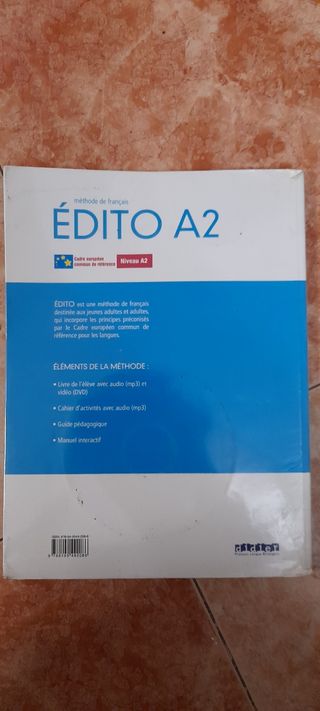 méthode de français
ÉDITO A2
Cadre européen
commun de référence
Niveau A2
ÉDITO est une méthode de français
destinée aux jeunes adultes et adultes,
qui incorpore les principes préconisés
par le Cadre européen commun de
référence pour les langues.
ÉLÉMENTS DE LA MÉTHODE :
• Livre de l'élève avec audio (mp3) et
vidéo (DVD)
• Cahier d'activités avec audio (mp3)
• Guide pédagogique
• Manuel interactif
didier